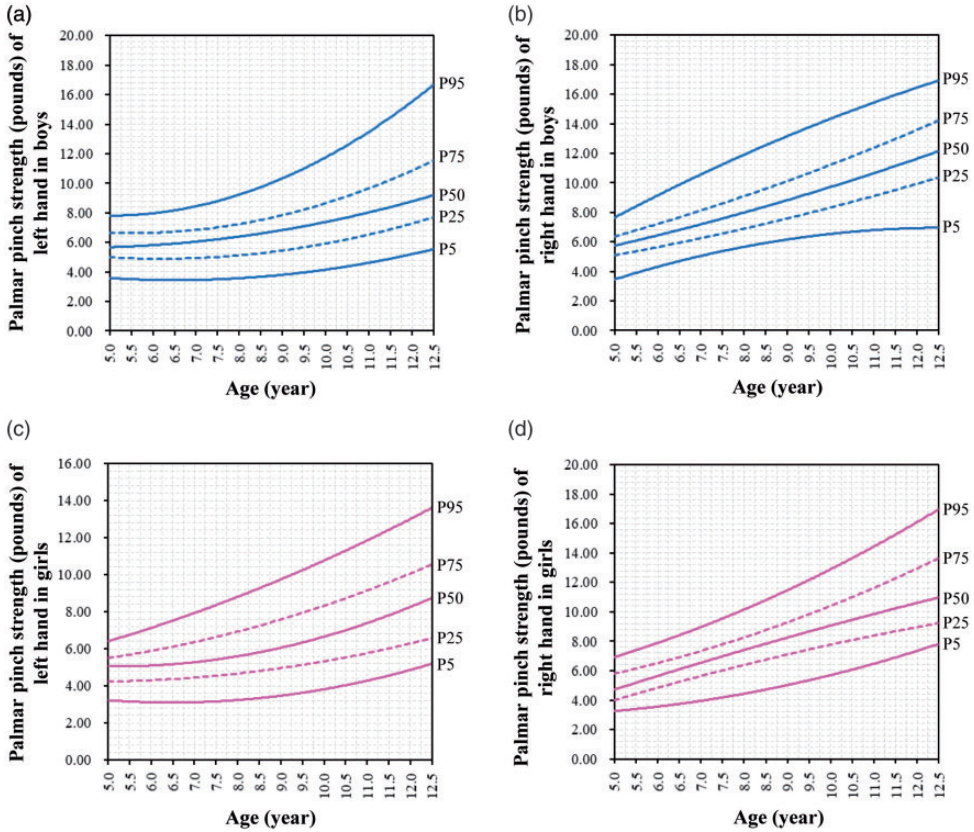 (a)
Palmar pinch strength (pounds) of
left hand in boys
20.00
18.00
16.00
14.00
12.00
10.00
8.00
6.00
4.00
2.00
0.00
P95
P75
P50
P25
P5
5.0
5.5
6.0
6.5
7.0
7.5
8.0
8.5
9.0
9.5
10.0
10.5
11.0
11.5
12.0
12.5
Age (year)
(b)
Palmar pinch strength (pounds) of
right hand in boys
20.00
18.00
16.00
14.00
12.00
10.00
8.00
6.00
4.00
2.00
0.00
P95
P75
P50
P25
P5
5.0
5.5
6.0
6.5
7.0
7.5
8.0
8.5
9.0
9.5
10.0
10.5
11.0
11.5
12.0
12.5
Age (year)
(c)
Palmar pinch strength (pounds) of
left hand in girls
16.00
14.00
12.00
10.00
8.00
6.00
4.00
2.00
0.00
P95
P75
P50
P25
P5
5.0
5.5
6.0
6.5
7.0
7.5
8.0
8.5
9.0
9.5
10.0
10.5
11.0
11.5
12.0
12.5
Age (year)
(d)
Palmar pinch strength (pounds) of
right hand in girls
20.00
18.00
16.00
14.00
12.00
10.00
8.00
6.00
4.00
2.00
0.00
P95
P75
P50
P25
P5
5.0
5.5
6.0
6.5
7.0
7.5
8.0
8.5
9.0
9.5
10.0
10.5
11.0
11.5
12.0
12.5
Age (year)